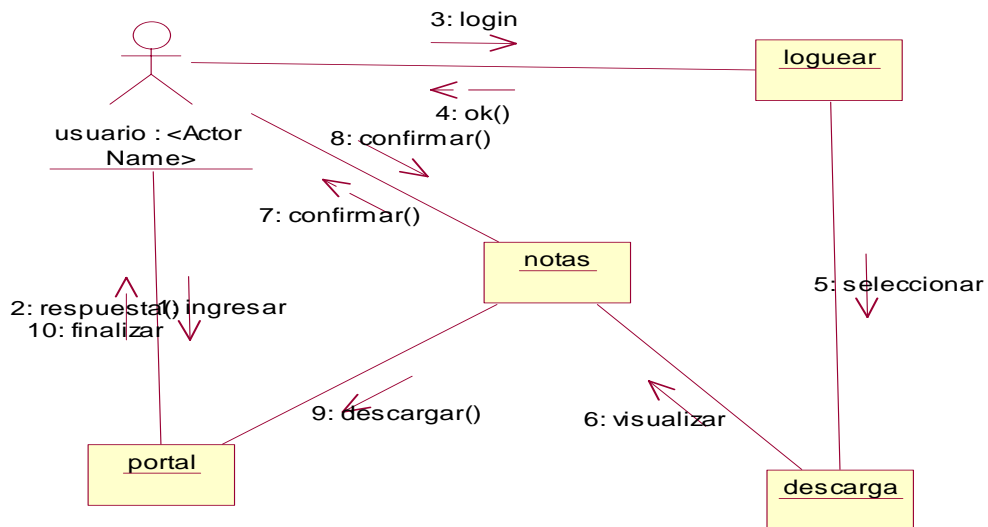 3: login
loguear
4: ok()
usuario : <Actor
Name>
8: confirmar()
7: confirmar()
notas
2: respuesta()
1: ingresar
10: finalizar
5: seleccionar
9: descargar()
6: visualizar
portal
descarga